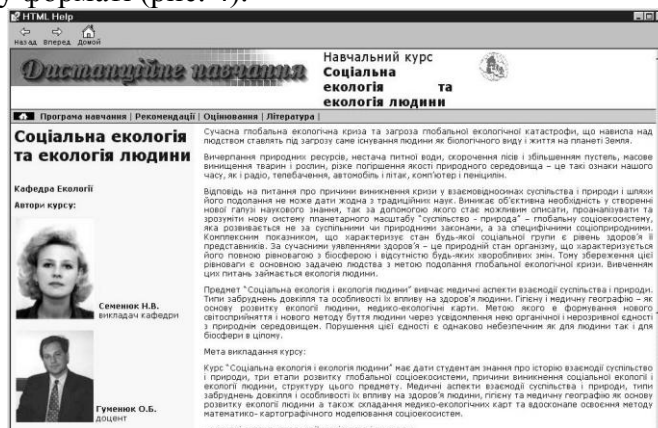 у форматі (рис. 4).
HTML Help
Назад Вперед Домой
Дистанційне навчання
Навчальний курс
Соціальна
екологія та
екологія людини
Програма навчання | Рекомендації | Оцінювання | Література |
Соціальна екологія
та екологія людини
Кафедра Екології
Автори курсу:
Семенюк Н.В.
викладач кафедри
Гуменюк О.Б.
доцент
Сучасна глобальна екологічна криза та загроза глобальної екологічної катастрофи, що нависла над
людством ставлять під загрозу саме існування людини як біологічного виду і життя на планеті Земля.
Вичерпання природних ресурсів, нестача питної води, скорочення лісів і збільшенням пустель, масове
винищення тварин і рослин, різке погіршення якості природного середовища – це такі ознаки нашого
часу, як і радіо, телебачення, автомобіль і літак, комп'ютер і пеніцилін.
Відповідь на питання про причини виникнення кризи у взаємовідносинах суспільства і природи і шляхи
його подолання не може дати жодна з традиційних наук. Виникає об'єктивна необхідність у створенні
нової галузі наукового знання, так за допомогою якого стає можливим описати, проаналізувати та
зрозуміти нову систему планетарного масштабу "суспільство - природа" – глобальну соціоекосистему,
яка розвивається не за суспільними чи природними законами, а за специфічними соціоприродними.
Комплексним показником, що характеризує стан будь-якої соціальної групи є рівень здоров'я її
представників. За сучасними уявленнями здоров'я – це природній стан організму, що характеризується
його повною рівновагою з біосферою і відсутністю будь-яких хворобливих змін. Тому збереження цієї
рівноваги є основною задачею людства з метою подолання глобальної екологічної кризи. Вивченням
цих питань займається екологія людини.
Предмет "Соціальна екологія і екологія людини" вивчає медичні аспекти взаємодії суспільства і природи.
Типи забруднень довкілля та особливості їх впливу на здоров'я людини. Гігієну і медичну географію – як
основу розвитку екології людини, медико-екологічні карти. Метою якого є формування нового
світосприйняття і нового методу буття людини через усвідомлення нею органічної і нерозривної єдності
з природнім середовищем. Порушення цієї єдності є однаково небезпечним як для людини так і для
біосфери в цілому.
Мета викладання курсу:
Курс "Соціальна екологія і екологія людини" має дати студентам знання про історію взаємодії суспільства
і природи, три етапи розвитку глобальної соціоекосистеми, причини виникнення соціальної екології і
екології людини, структуру цього предмету. Медичні аспекти взаємодії суспільства і природи, типи
забруднень довкілля і особливості їх впливу на здоров'я людини, гігієну та медичну географію як основу
розвитку екології людини а також складання медико-екологічних карт та вдосконале освоєння методу
математико- картографічного моделювання соціоекосистем.